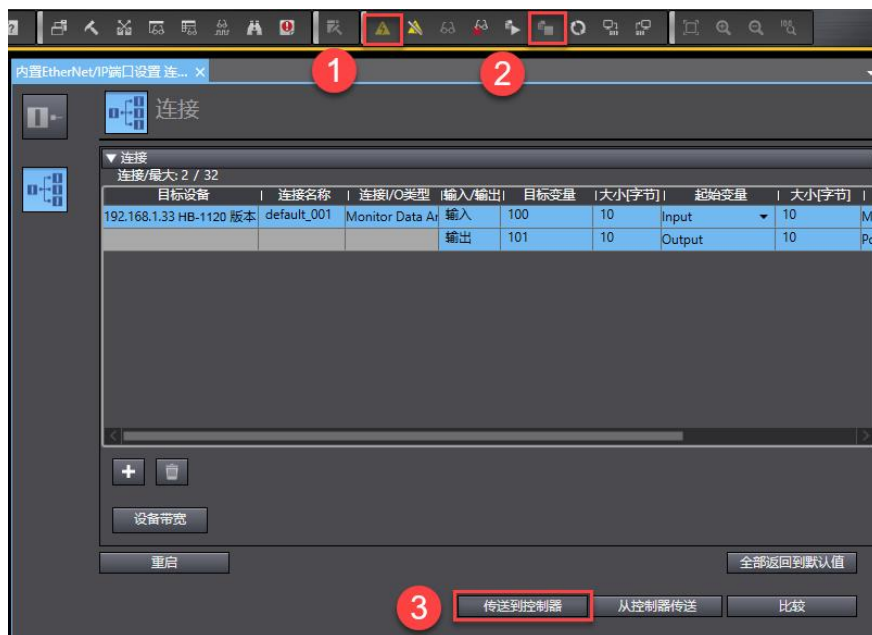 1
2
内置EtherNet/IP端口设置 连... ×
连接
▼连接
连接/最大: 2 / 32
目标设备 连接名称 连接I/O类型 输入/输出 目标变量 大小[字节] 起始变量 大小[字节]
192.168.1.33 HB-1120 版本 default_001 Monitor Data Ar 输入 100 10 Input 10 M
输出 101 10 Output 10 Po
+
设备带宽
重启 全部返回到默认值
3 传送到控制器 从控制器传送 比较